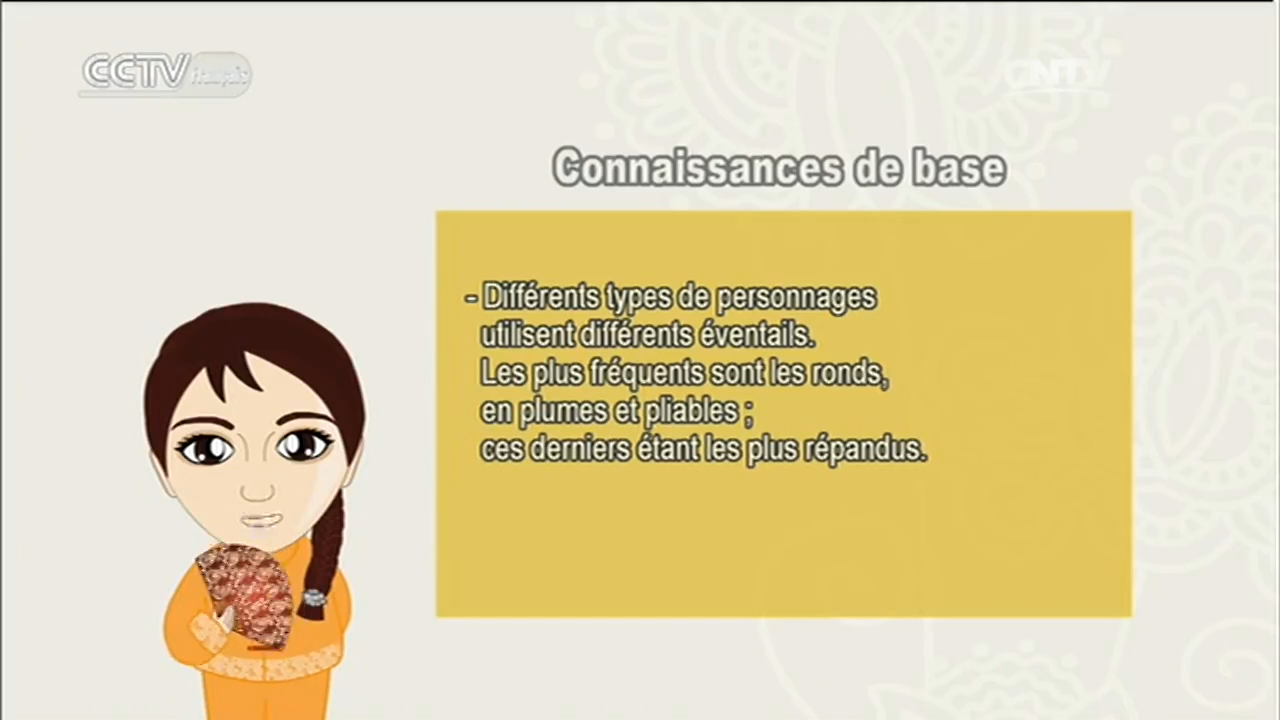 CCTV français
CNTV
Connaissances de base
- Différents types de personnages
utilisent différents éventails.
Les plus fréquents sont les ronds,
en plumes et pliables ;
ces derniers étant les plus répandus.